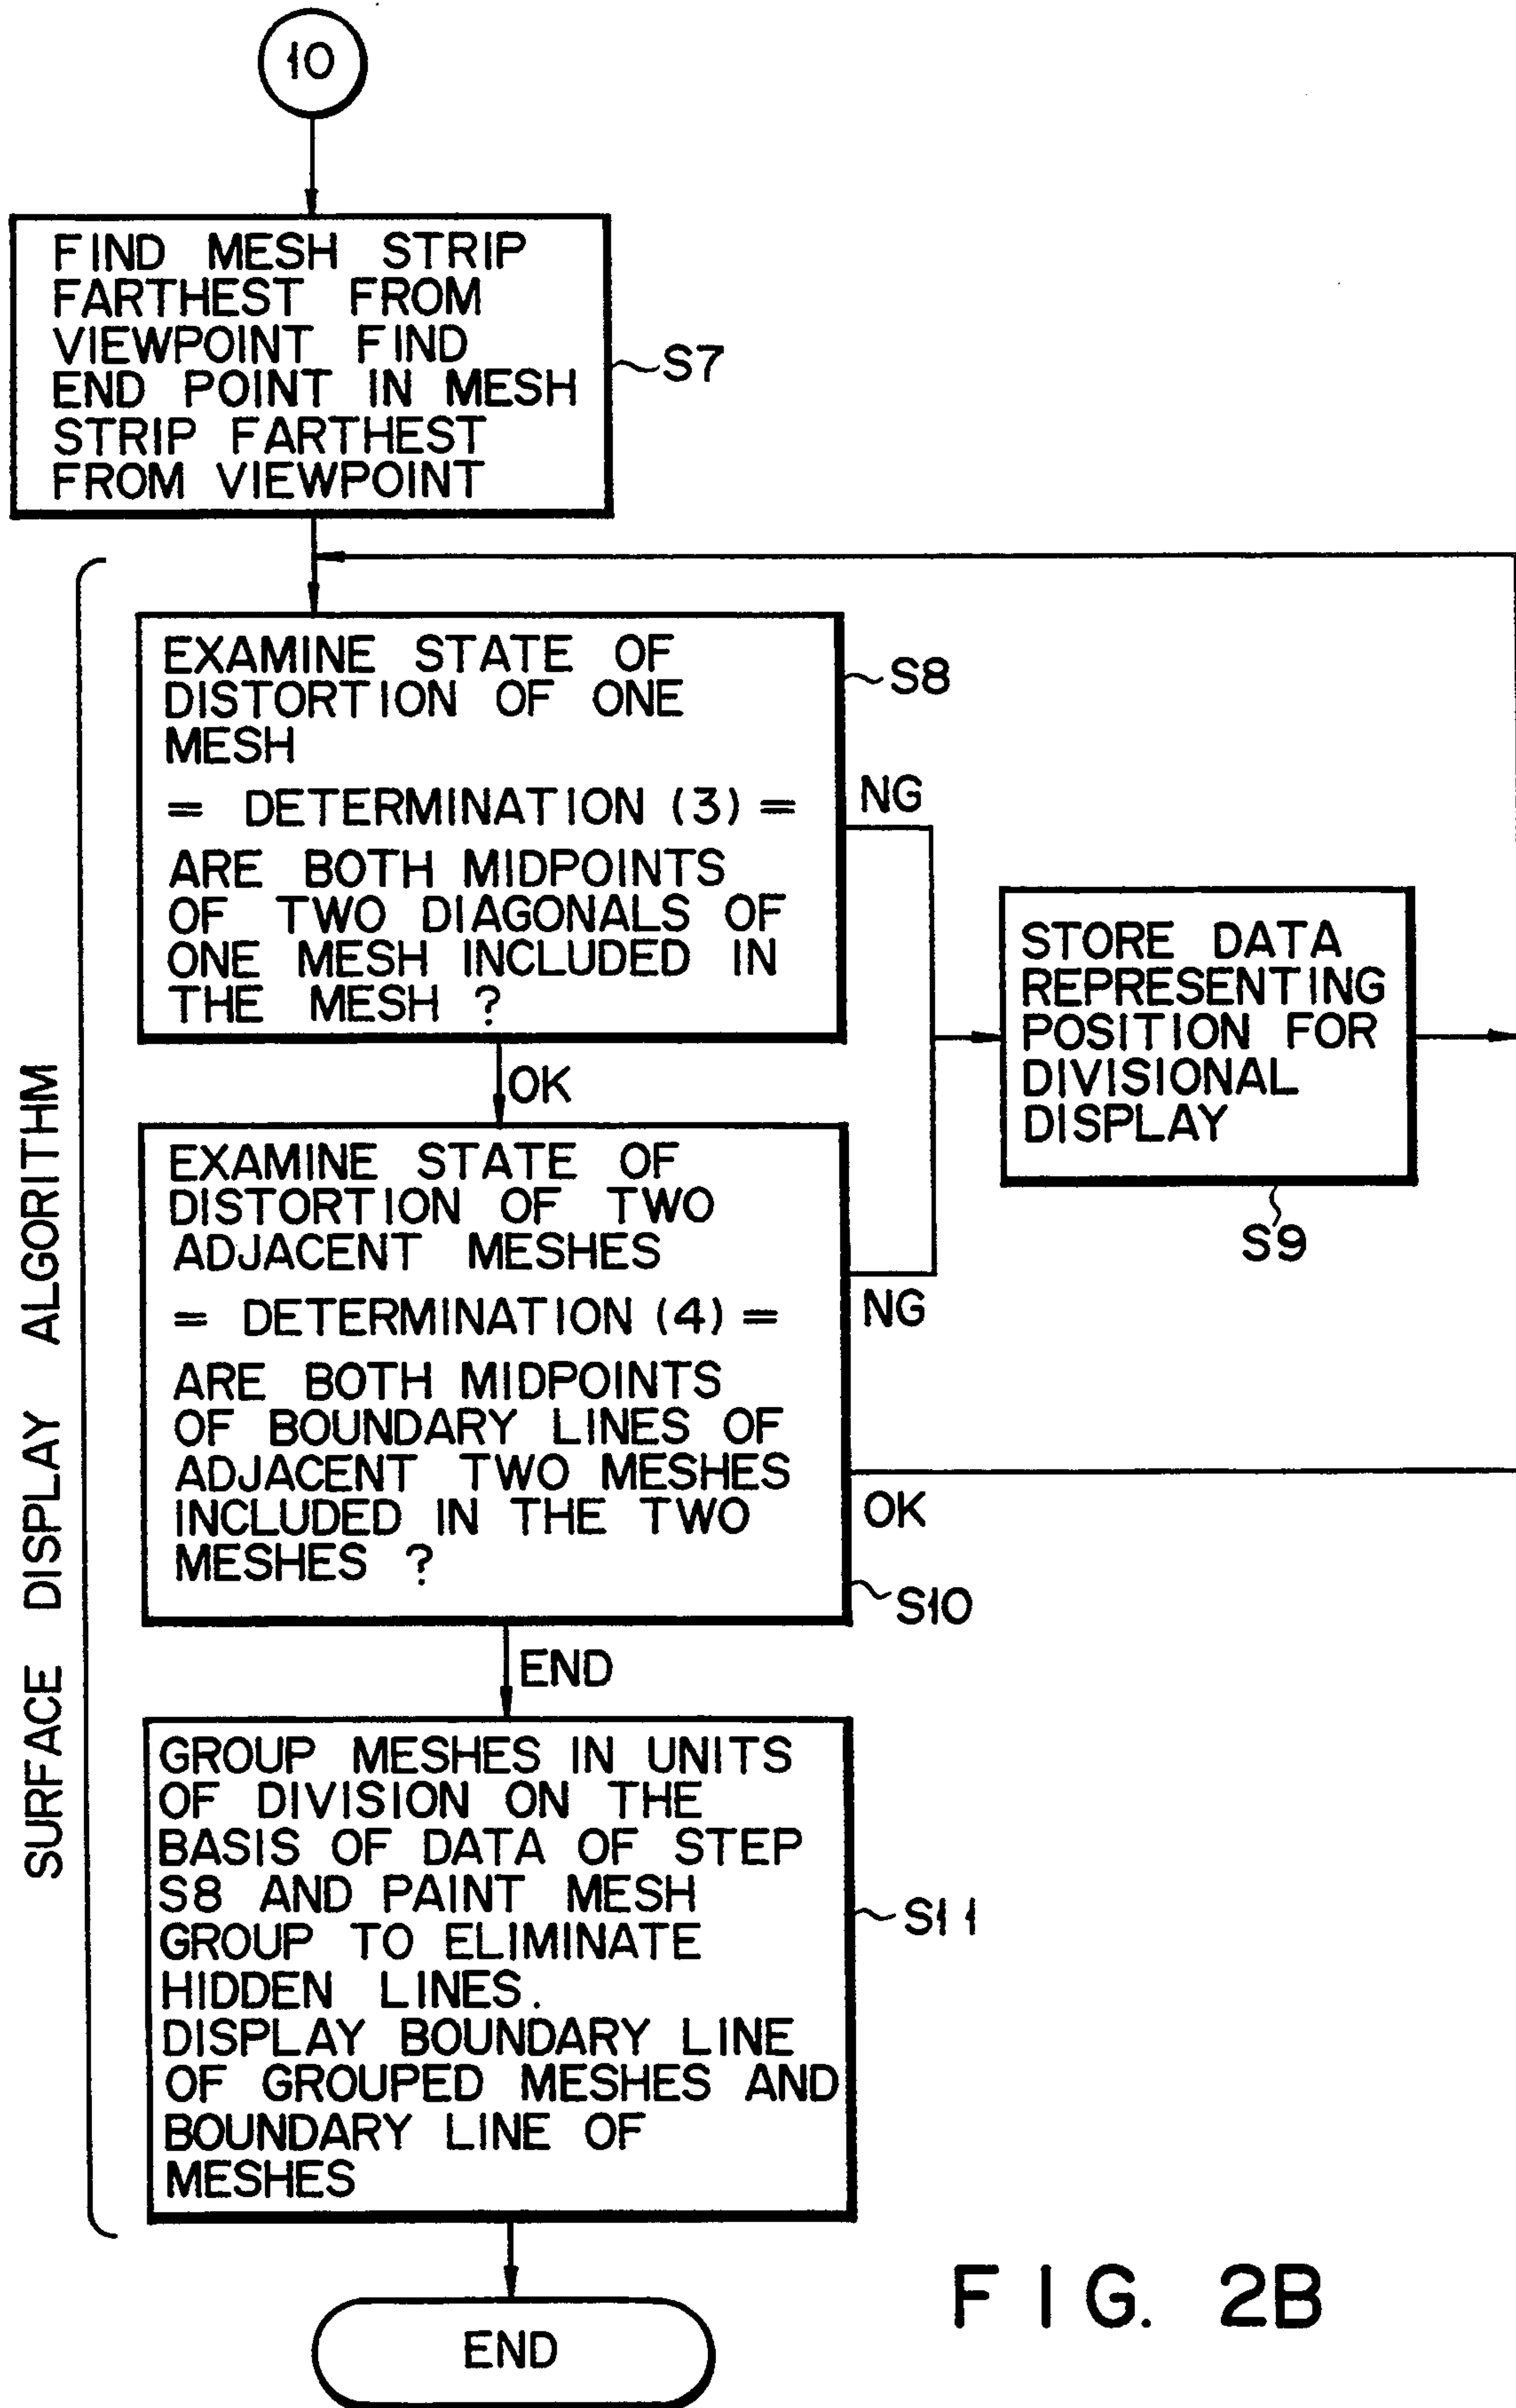 10
FIND MESH STRIP
FARTHEST FROM
VIEWPOINT FIND
END POINT IN MESH
STRIP FARTHEST
FROM VIEWPOINT
S7
SURFACE DISPLAY ALGORITHM
EXAMINE STATE OF
DISTORTION OF ONE
MESH
= DETERMINATION (3) =
ARE BOTH MIDPOINTS
OF TWO DIAGONALS OF
ONE MESH INCLUDED IN
THE MESH ?
S8
NG
OK
STORE DATA
REPRESENTING
POSITION FOR
DIVISIONAL
DISPLAY
S9
EXAMINE STATE OF
DISTORTION OF TWO
ADJACENT MESHES
= DETERMINATION (4) =
ARE BOTH MIDPOINTS
OF BOUNDARY LINES OF
ADJACENT TWO MESHES
INCLUDED IN THE TWO
MESHES ?
NG
OK
S10
END
GROUP MESHES IN UNITS
OF DIVISION ON THE
BASIS OF DATA OF STEP
S8 AND PAINT MESH
GROUP TO ELIMINATE
HIDDEN LINES.
DISPLAY BOUNDARY LINE
OF GROUPED MESHES AND
BOUNDARY LINE OF
MESHES
S11
END
FIG. 2B